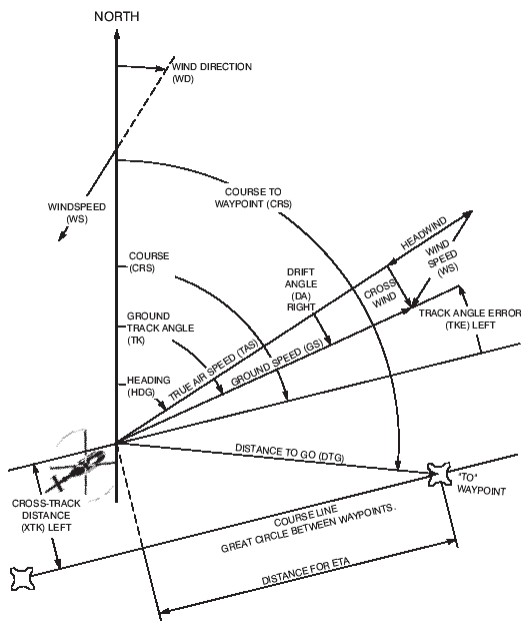 NORTH
WIND DIRECTION
(WD)
WINDSPEED
(WS)
COURSE TO
WAYPOINT (CRS)
HEADWIND
WIND
SPEED
(WS)
CROSS
WIND
COURSE
(CRS)
DRIFT
ANGLE
(DA)
RIGHT
TRACK ANGLE ERROR
(TKE) LEFT
GROUND
TRACK ANGLE
(TK)
TRUE AIR SPEED (TAS)
GROUND SPEED (GS)
HEADING
(HDG)
DISTANCE TO GO (DTG)
"TO"
WAYPOINT
CROSS-TRACK
DISTANCE
(XTK) LEFT
COURSE LINE
GREAT CIRCLE BETWEEN WAYPOINTS.
DISTANCE FOR ETA